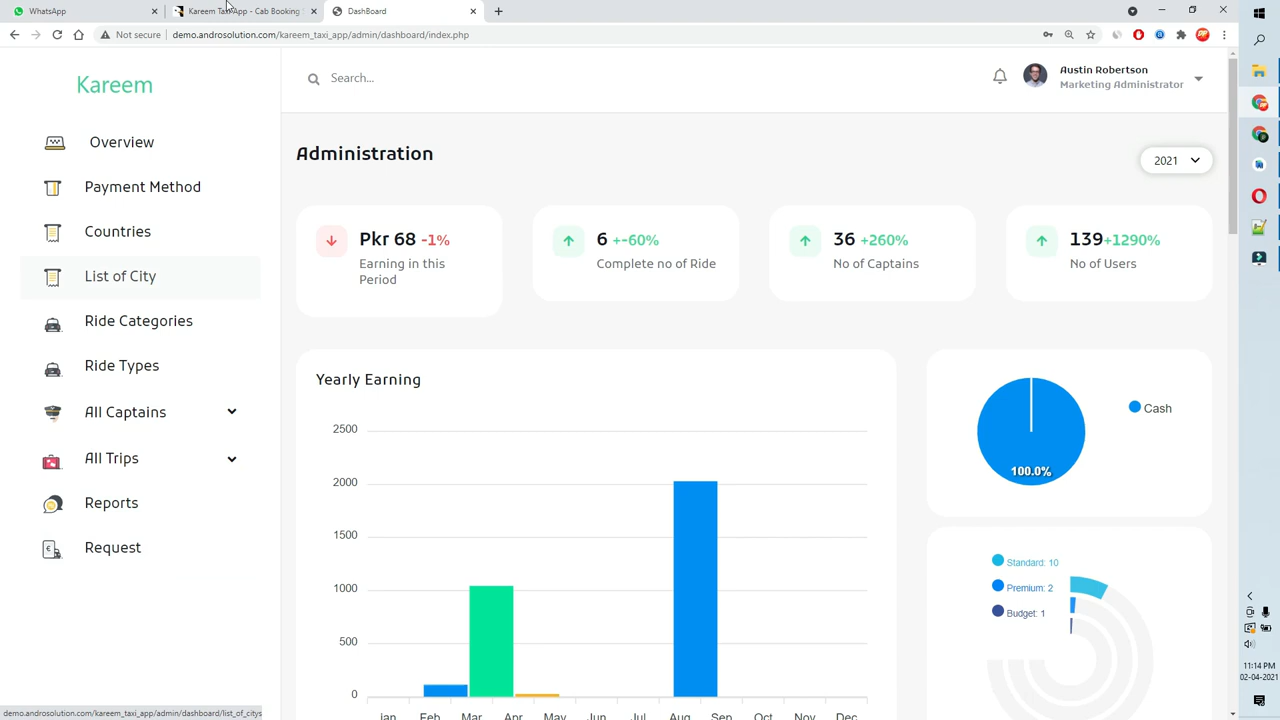 WhatsApp
Kareem Taxi App - Cab Booking
DashBoard
Not secure
demo.androsolution.com/kareem_taxi_app/admin/dashboard/index.php
Kareem
Search...
Austin Robertson
Marketing Administrator
Overview
Payment Method
Countries
List of City
Ride Categories
Ride Types
All Captains
All Trips
Reports
Request
Administration
2021
Pkr 68 -1%
Earning in this
Period
6 +-60%
Complete no of Ride
36 +260%
No of Captains
139+1290%
No of Users
Yearly Earning
2500
2000
1500
1000
500
0
jan Feb Mar Apr May Jun Jul Aug Sep Oct Nov Dec
Cash
100.0%
Standard: 10
Premium: 2
Budget: 1
demo.androsolution.com/kareem_taxi_app/admin/dashboard/list_of_citys
11:14 PM
02-04-2021